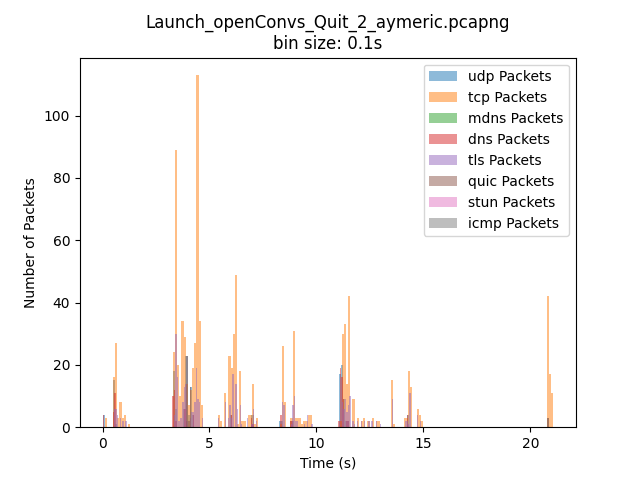 Launch_openConvs_Quit_2_aymeric.pcapng
bin size: 0.1s
udp Packets
tcp Packets
mdns Packets
dns Packets
tls Packets
quic Packets
stun Packets
icmp Packets
Number of Packets
100
80
60
40
20
0
0 5 10 15 20
Time (s)